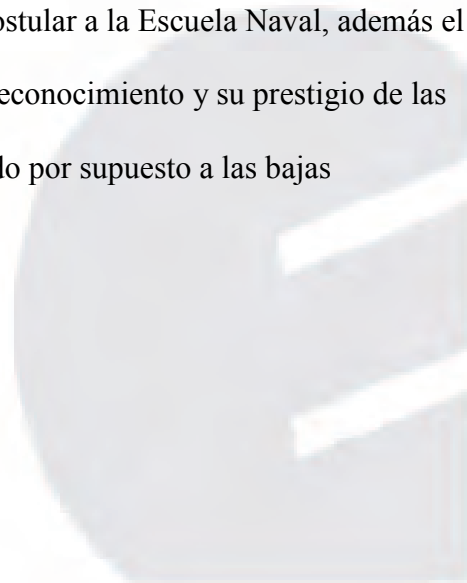 ostular a la Escuela Naval, además el
econocimiento y su prestigio de las
do por supuesto a las bajas